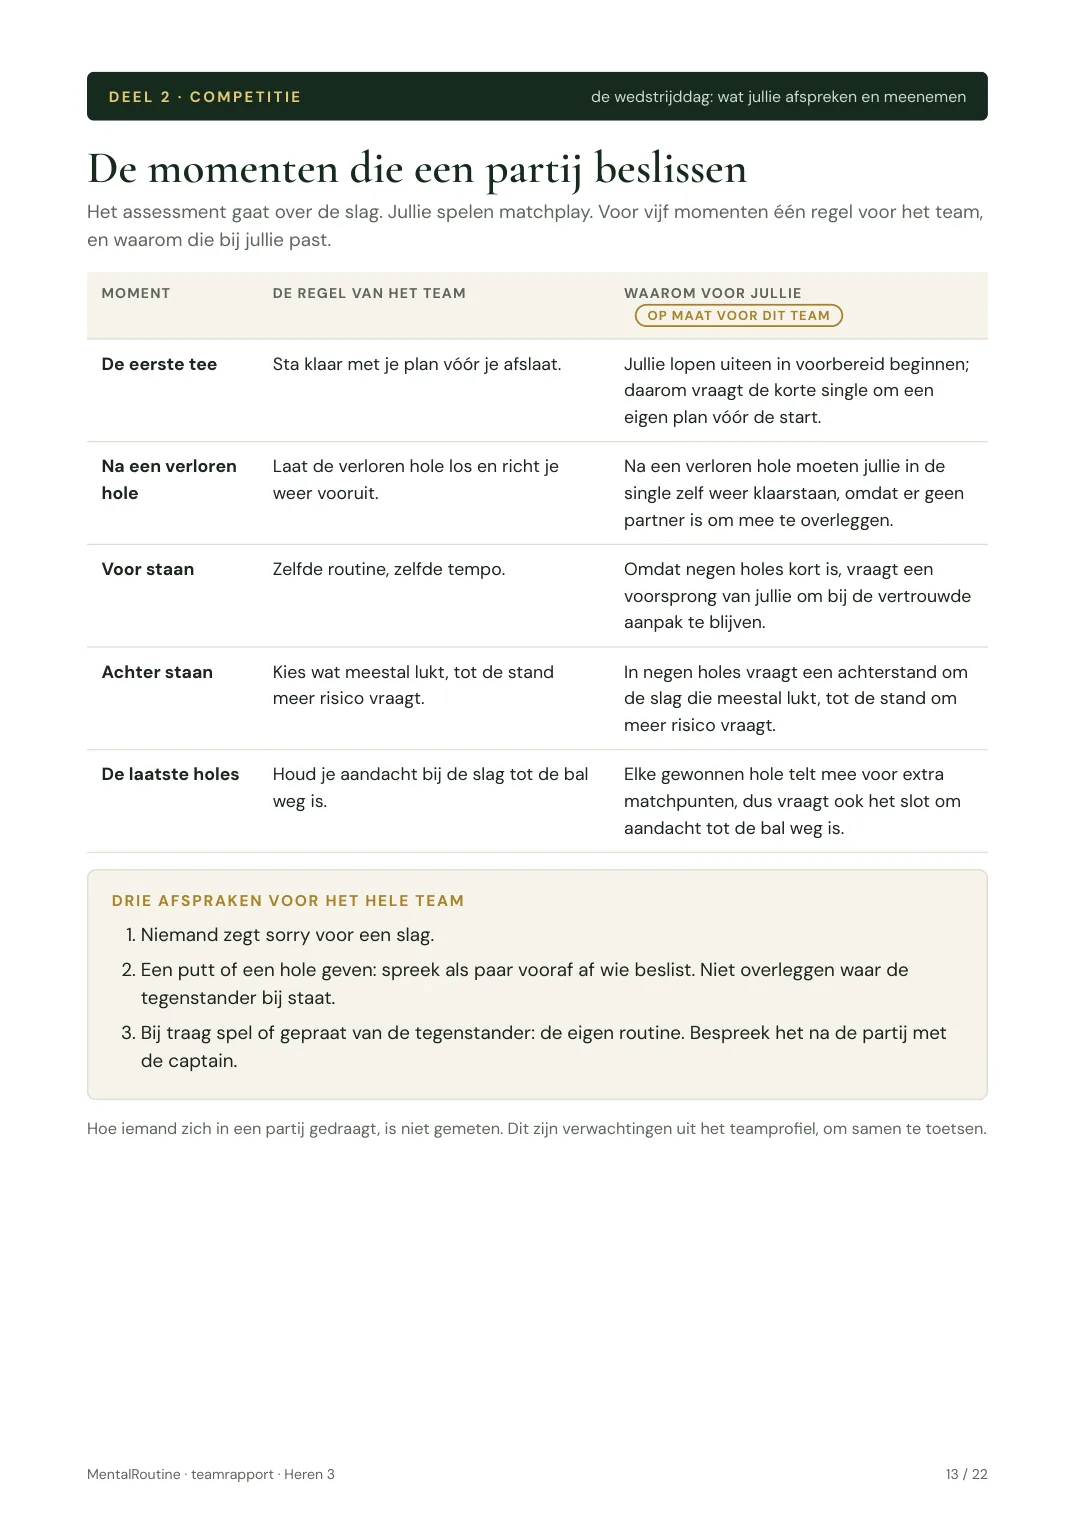 DEEL 2 · COMPETITIE
de wedstrijddag: wat jullie afspreken en meenemen
De momenten die een partij beslissen
Het assessment gaat over de slag. Jullie spelen matchplay. Voor vijf momenten één regel voor het team,
en waarom die bij jullie past.
MOMENT
DE REGEL VAN HET TEAM
WAAROM VOOR JULLIE
OP MAAT VOOR DIT TEAM
De eerste tee
Sta klaar met je plan vóór je afslaat.
Jullie lopen uiteen in voorbereid beginnen;
daarom vraagt de korte single om een
eigen plan vóór de start.
Na een verloren
hole
Laat de verloren hole los en richt je
weer vooruit.
Na een verloren hole moeten jullie in de
single zelf weer klaarstaan, omdat er geen
partner is om mee te overleggen.
Voor staan
Zelfde routine, zelfde tempo.
Omdat negen holes kort is, vraagt een
voorsprong van jullie om bij de vertrouwde
aanpak te blijven.
Achter staan
Kies wat meestal lukt, tot de stand
meer risico vraagt.
In negen holes vraagt een achterstand om
de slag die meestal lukt, tot de stand om
meer risico vraagt.
De laatste holes
Houd je aandacht bij de slag tot de bal
weg is.
Elke gewonnen hole telt mee voor extra
matchpunten, dus vraagt ook het slot om
aandacht tot de bal weg is.
DRIE AFSPRAKEN VOOR HET HELE TEAM
1. Niemand zegt sorry voor een slag.
2. Een putt of een hole geven: spreek als paar vooraf af wie beslist. Niet overleggen waar de
tegenstander bij staat.
3. Bij traag spel of gepraat van de tegenstander: de eigen routine. Bespreek het na de partij met
de captain.
Hoe iemand zich in een partij gedraagt, is niet gemeten. Dit zijn verwachtingen uit het teamprofiel, om samen te toetsen.
MentalRoutine · teamrapport · Heren 3
13 / 22